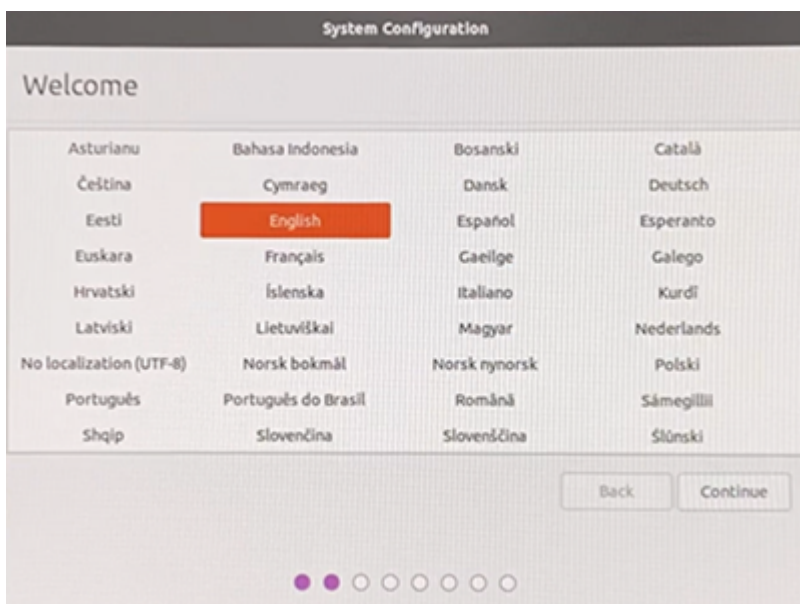 System Configuration
Welcome
Asturianu Bahasa Indonesia Bosanski Català
Čeština Cymraeg Dansk Deutsch
Eesti English Español Esperanto
Euskara Français Gaeilge Galego
Hrvatski Íslenska Italiano Kurdî
Latviski Lietuviškai Magyar Nederlands
No localization (UTF-8) Norsk bokmål Norsk nynorsk Polski
Português Português do Brasil Română Sámegillii
Shqip Slovenčina Slovenščina Ślůnski
Back Continue